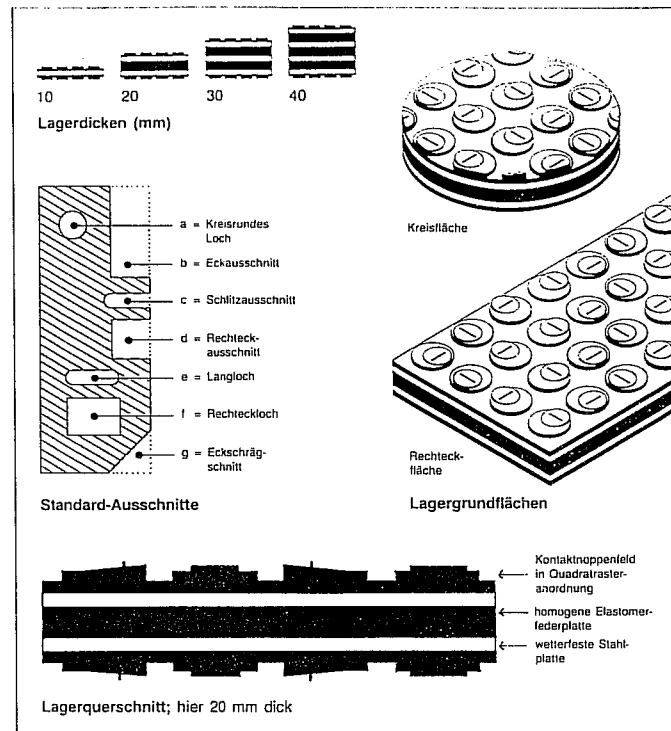 10
20
30
40
Lagerdicken (mm)
Kreisfläche
a = Kreisrundes
Loch
b = Eckausschnitt
c = Schlitzausschnitt
d = Rechteck-
ausschnitt
e = Langloch
f = Rechteckloch
g = Eckschräg-
schnitt
Standard-Ausschnitte
Rechteck-
fläche
Lagergrundflächen
Kontaktnoppenfeld
in Quadratraster-
anordnung
homogene Elastomer-
federplatte
wetterfeste Stahl-
platte
Lagerquerschnitt; hier 20 mm dick